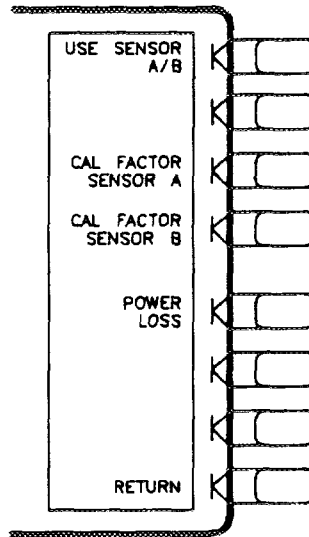 USE SENSOR
A/B
CAL FACTOR
SENSOR A
CAL FACTOR
SENSOR B
POWER
LOSS
RETURN